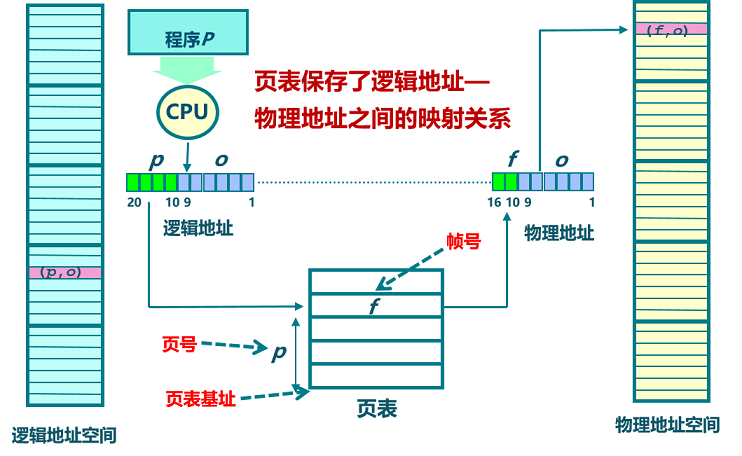 程序P
CPU
页表保存了逻辑地址—
物理地址之间的映射关系
(f,o)
p
o
20
10
9
1
逻辑地址
f
o
16
10
9
1
物理地址
(p,o)
帧号
f
页号
p
页表基址
页表
逻辑地址空间
物理地址空间